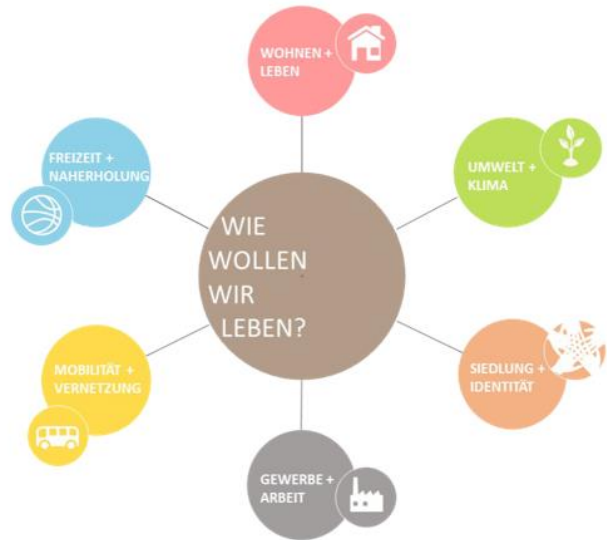 WOHNEN +
LEBEN
FREIZEIT +
NAHERHOLUNG
UMWELT +
KLIMA
WIE
WOLLEN
WIR
LEBEN?
MOBILITÄT +
VERNETZUNG
SIEDLUNG +
IDENTITÄT
GEWERBE +
ARBEIT